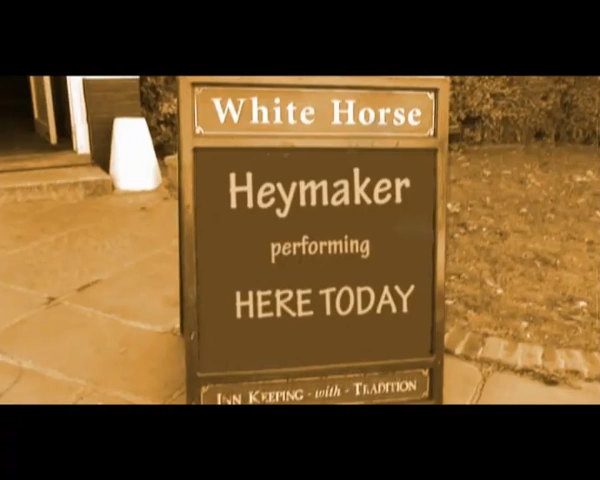 White Horse
Heymaker
performing
HERE TODAY
INN KEEPING - with - TRADITION